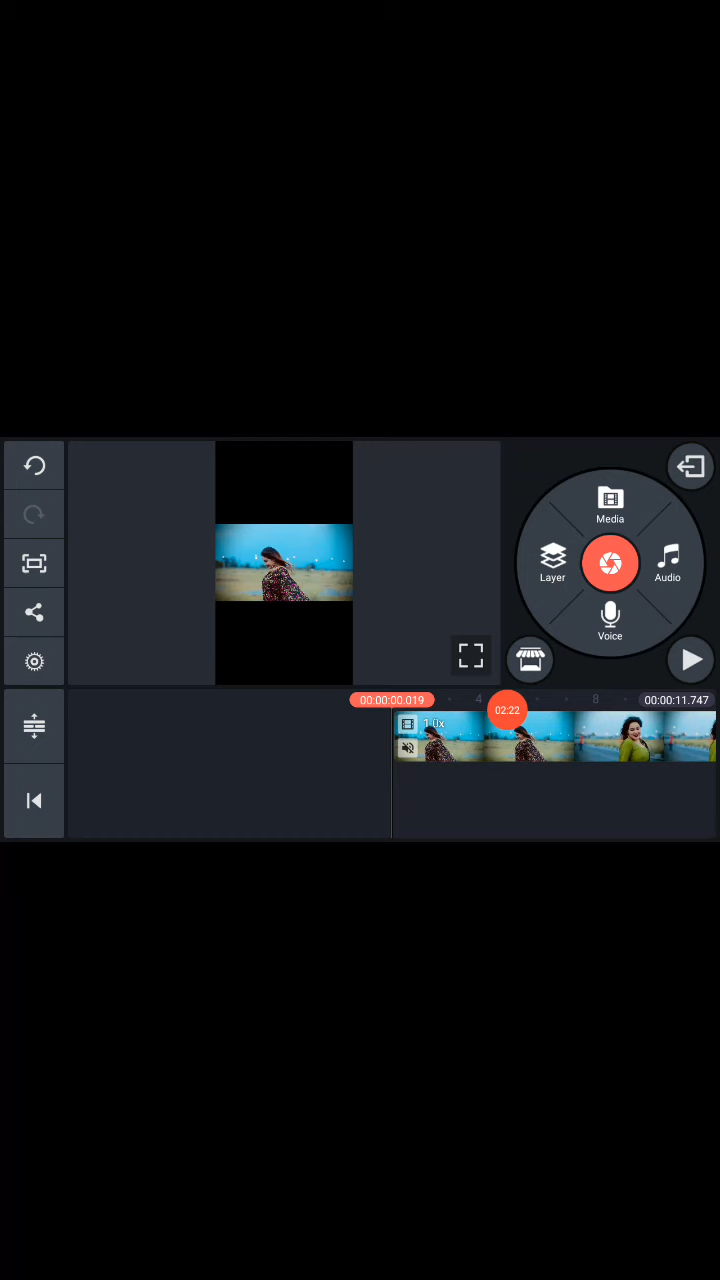 Media
Layer
Audio
Voice
00:00:00.019
4
02:22
8
00:00:11.747
1.0x